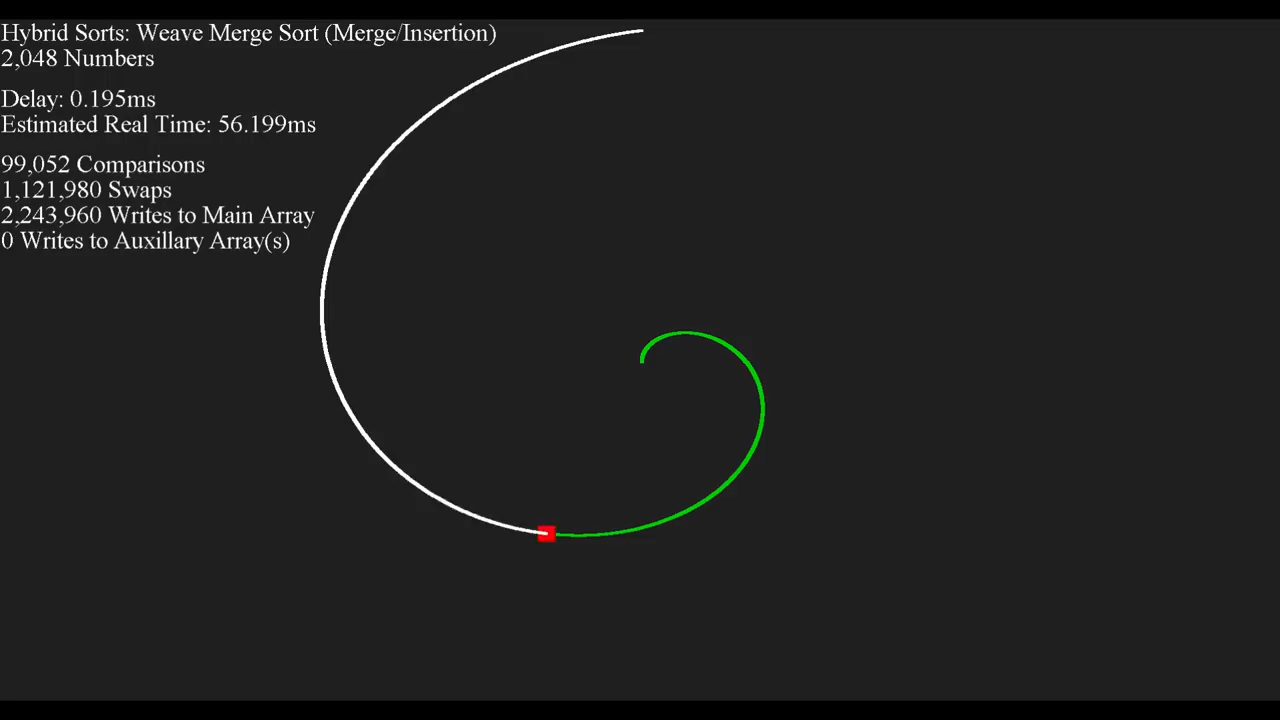 Hybrid Sorts: Weave Merge Sort (Merge/Insertion)
2,048 Numbers
Delay: 0.195ms
Estimated Real Time: 56.199ms
99,052 Comparisons
1,121,980 Swaps
2,243,960 Writes to Main Array
0 Writes to Auxillary Array(s)